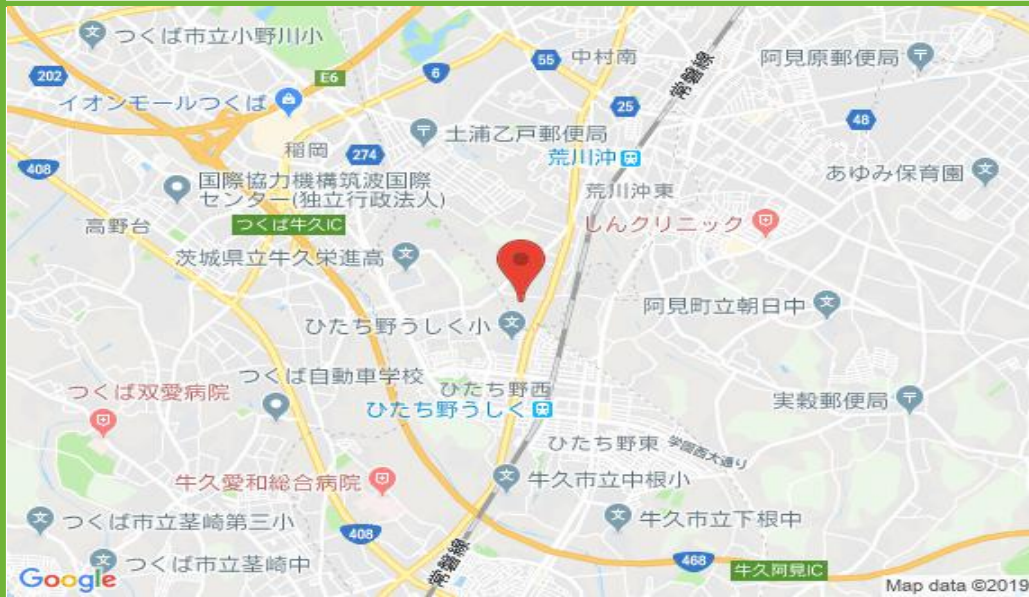 つくば市立小野川小
中村南
阿見原郵便局
202
E6
6
55
常磐線
イオンモールつくば
25
48
土浦乙戸郵便局
稲岡
274
荒川沖
408
国際協力機構筑波国際
センター(独立行政法人)
荒川沖東
あゆみ保育園
高野台
つくば牛久IC
しんクリニック
茨城県立牛久栄進高
阿見町立朝日中
ひたち野うしく小
つくば自動車学校
ひたち野西
つくば双愛病院
ひたち野うしく
実穀郵便局
ひたち野東
学園西大通り
牛久愛和総合病院
牛久市立中根小
つくば市立茎崎第三小
408
牛久市立下根中
つくば市立茎崎中
常磐線
468
牛久阿見IC
Google
Map data ©2019